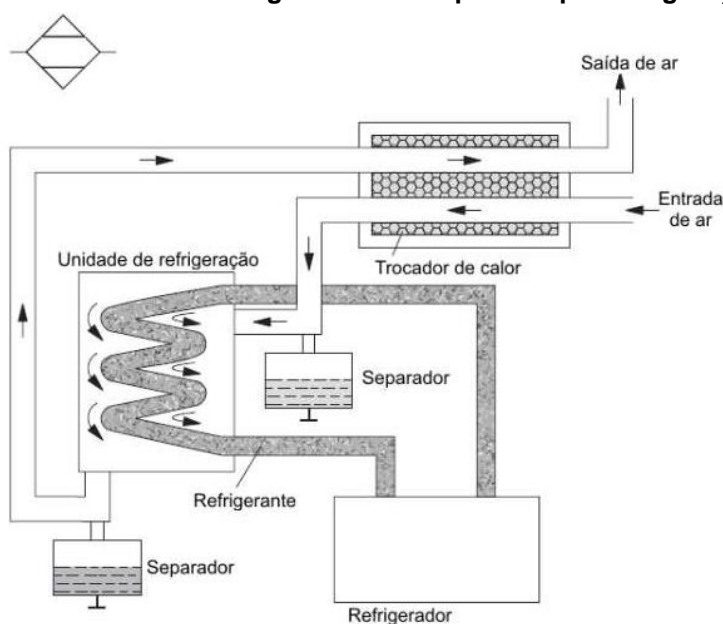 Saída de ar
Entrada
de ar
Trocador de calor
Unidade de refrigeração
Separador
Refrigerante
Separador
Refrigerador